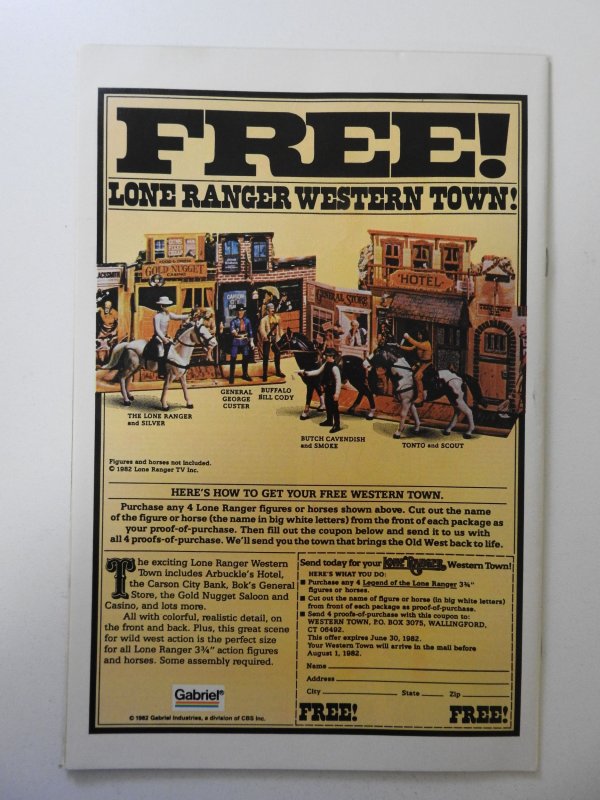 FREE!
LONE RANGER WESTERN TOWN!
GOLD NUGGET
CASINO
GENERAL STORE
HOTEL
THE LONE RANGER
and SILVER
GENERAL
GEORGE
CUSTER
BUFFALO
BILL CODY
BUTCH CAVENDISH
and SMOKE
TONTO and SCOUT
Figures and horses not included.
© 1982 Lone Ranger TV Inc.
HERE'S HOW TO GET YOUR FREE WESTERN TOWN.
Purchase any 4 Lone Ranger figures or horses shown above. Cut out the name
of the figure or horse (the name in big white letters) from the front of each package as
your proof-of-purchase. Then fill out the coupon below and send it to us with
all 4 proofs-of-purchase. We'll send you the town that brings the Old West back to life.
The exciting Lone Ranger Western
Town includes Arbuckle's Hotel,
the Carson City Bank, Bok's General
Store, the Gold Nugget Saloon and
Casino, and lots more.
All with colorful, realistic detail, on
the front and back. Plus, this great scene
for wild west action is the perfect size
for all Lone Ranger 3¾" action figures
and horses. Some assembly required.
Gabriel®
© 1982 Gabriel Industries, a division of CBS Inc.
Send today for your LONE RANGER Western Town!
HERE'S WHAT YOU DO:
■ Purchase any 4 Legend of the Lone Ranger 3¾"
figures or horses.
■ Cut out the name of figure or horse (in big white letters)
from front of each package as proof-of-purchase.
■ Send 4 proofs-of-purchase with this coupon to:
WESTERN TOWN, P.O. BOX 3075, WALLINGFORD,
CT 06492.
This offer expires June 30, 1982.
Your Western Town will arrive in the mail before
August 1, 1982.
Name
Address
City State Zip
FREE! FREE!